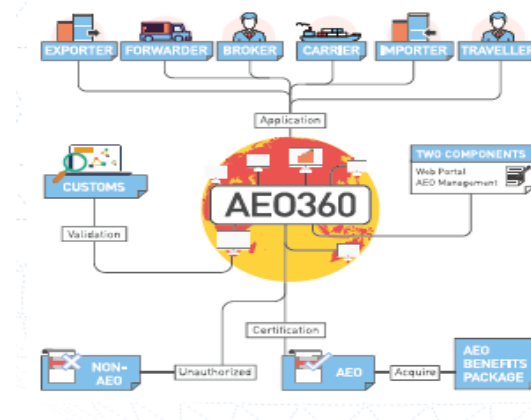 EXPORTER
FORWARDER
BROKER
CARRIER
IMPORTER
TRAVELLER
Application
TWO COMPONENTS
Web Portal
AEO Management
CUSTOMS
AEO360
Validation
Certification
NON-
AEO
Unauthorized
AEO
Acquire
AEO
BENEFITS
PACKAGE